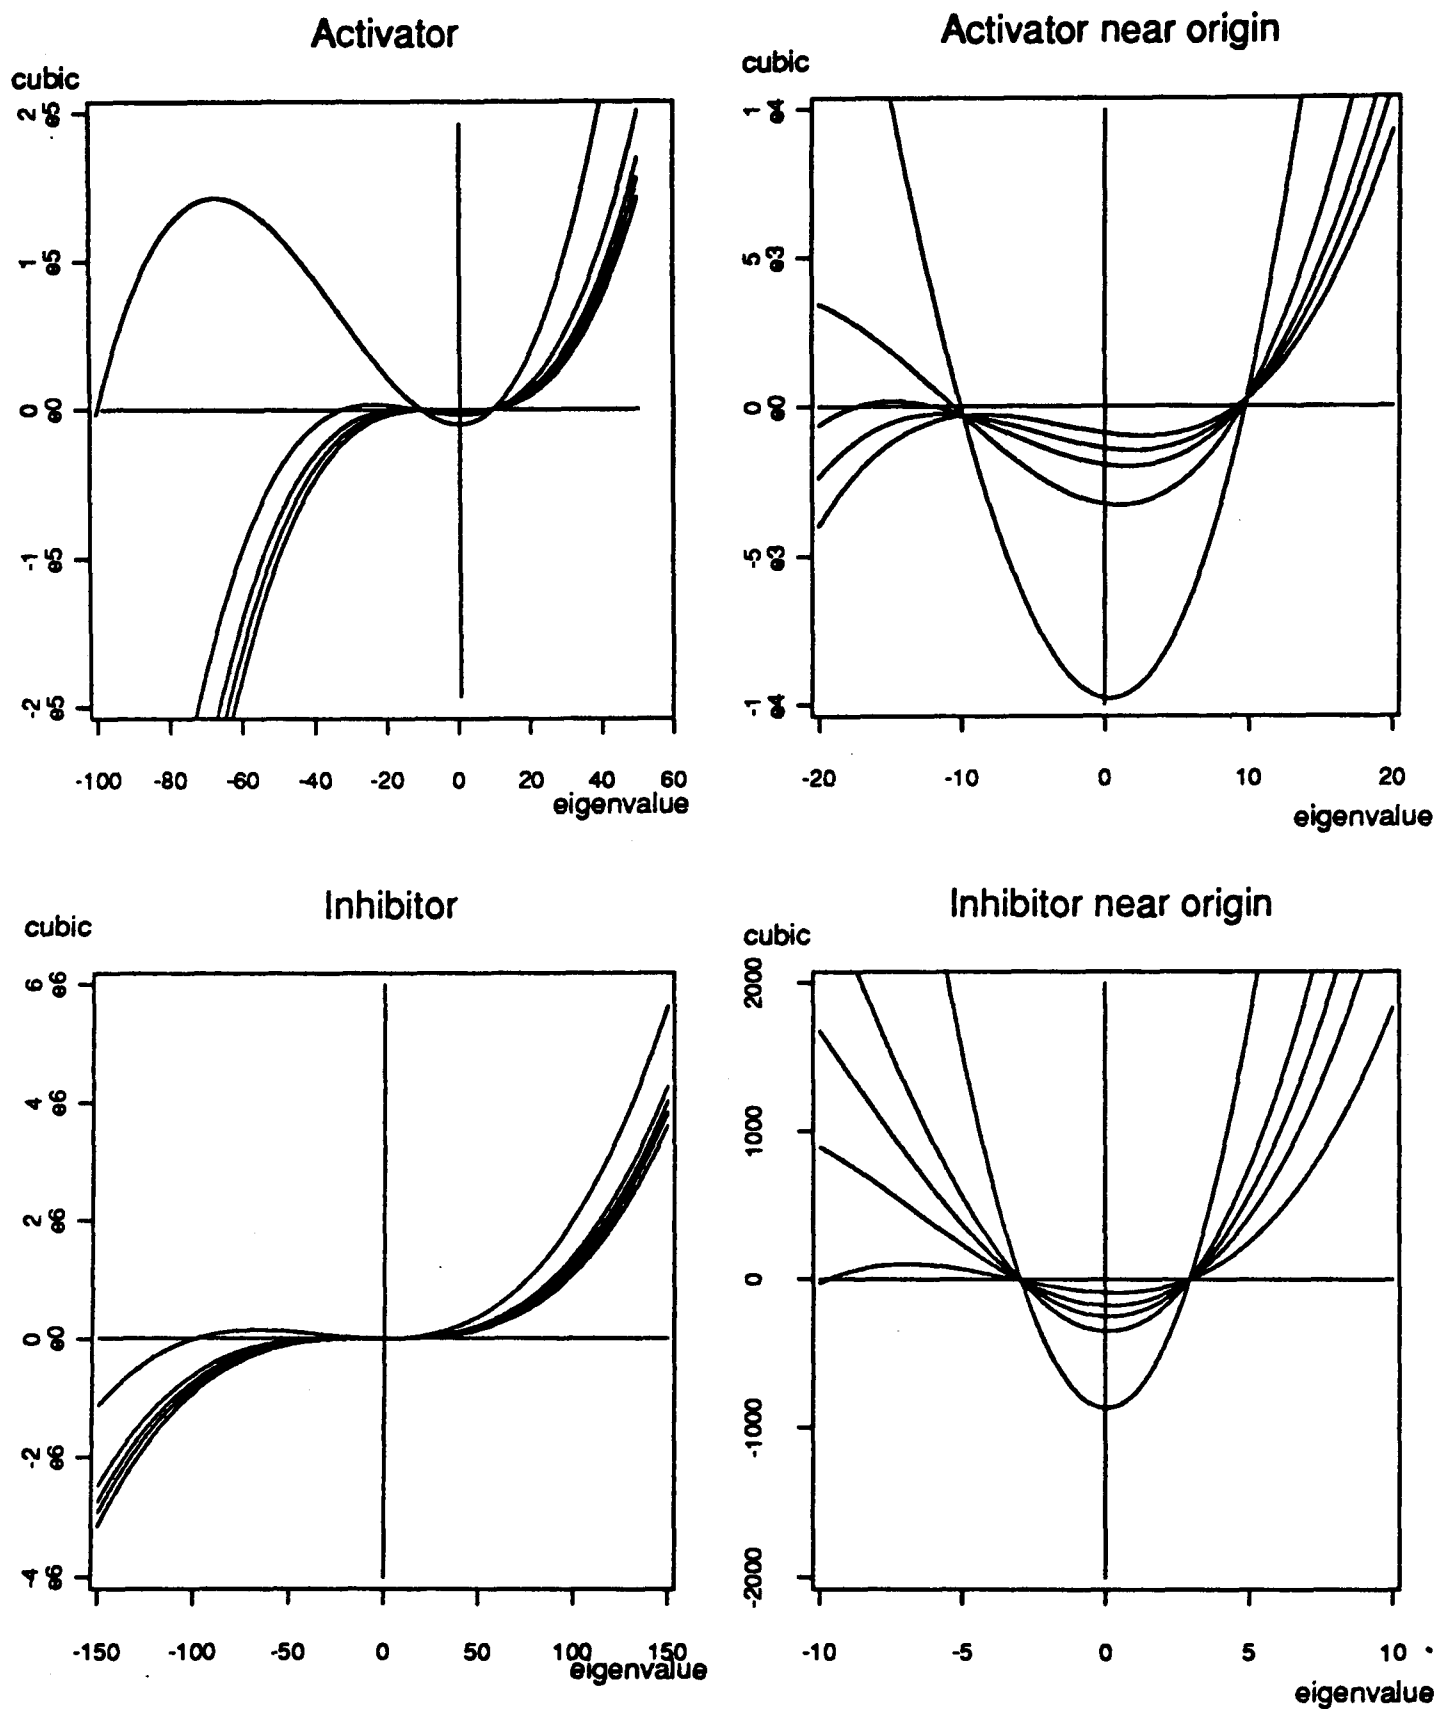 Activator
cubic
2 e5
1 e5
0 e0
-1 e5
-2 e5
-100 -80 -60 -40 -20 0 20 40 60
eigenvalue
Activator near origin
cubic
1 e4
5 e3
0 e0
-5 e3
-1 e4
-20 -10 0 10 20
eigenvalue
Inhibitor
cubic
6 e6
4 e6
2 e6
0 e0
-2 e6
-4 e6
-150 -100 -50 0 50 100 150
eigenvalue
Inhibitor near origin
cubic
2000
1000
0
-1000
-2000
-10 -5 0 5 10
eigenvalue